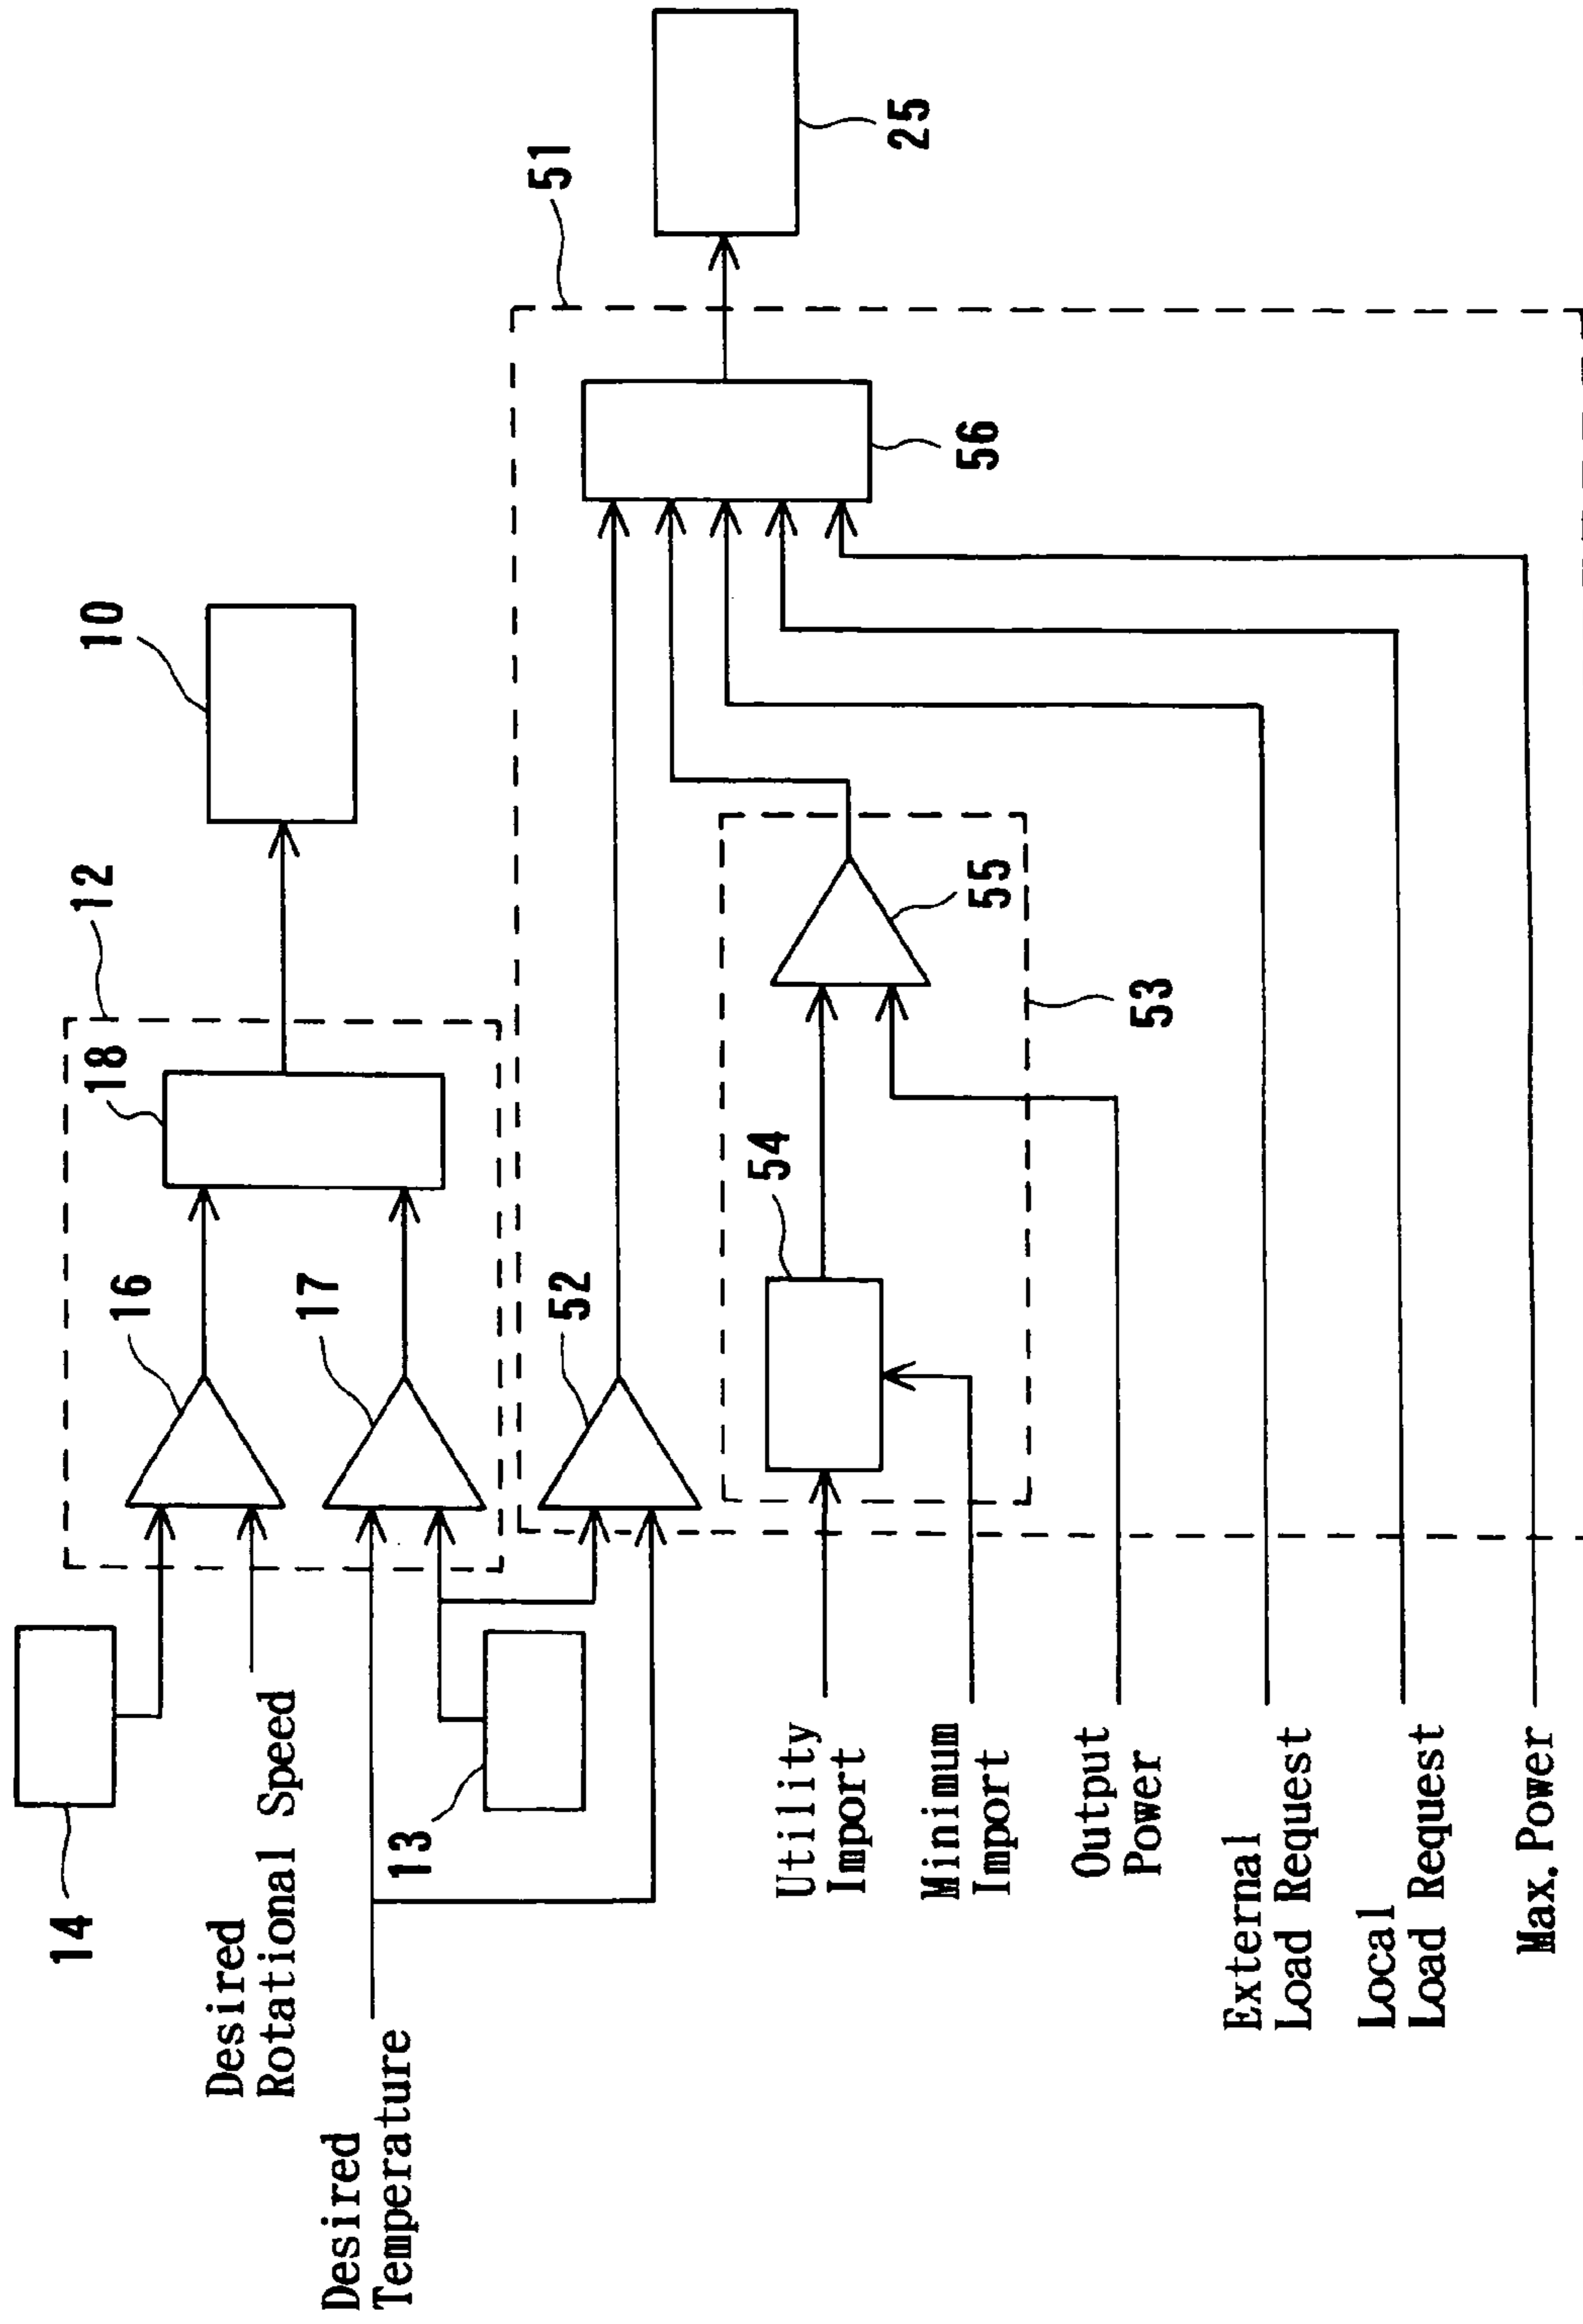 14
Desired
Rotational Speed
Desired
Temperature
13
16
17
18
12
10
52
51
54
55
53
56
25
Utility
Import
Minimum
Import
Output
Power
External
Load Request
Local
Load Request
Max. Power